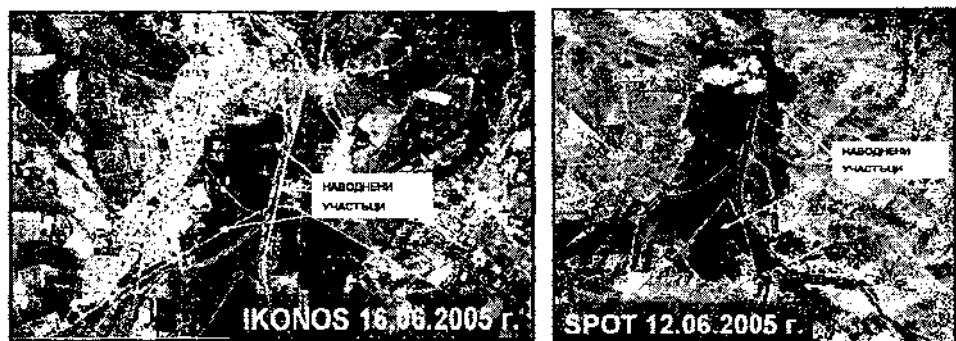 НАВОДНЕНИ
УЧАСТЪЦИ
IKONOS 16.06.2005 г.
НАВОДНЕНИ
УЧАСТЪЦИ
SPOT 12.06.2005 г.